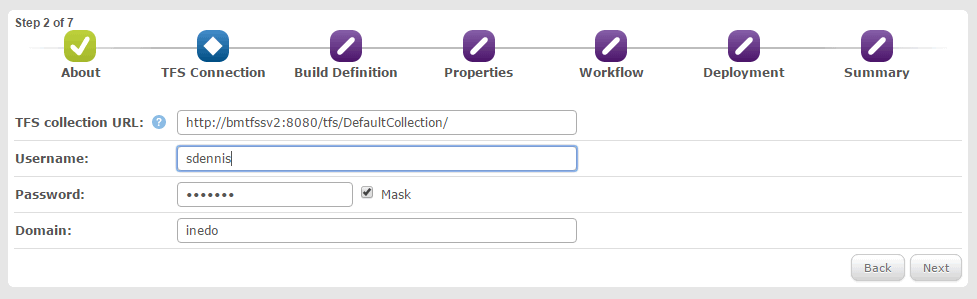 Step 2 of 7
About TFS Connection Build Definition Properties Workflow Deployment Summary
TFS collection URL: ? http://bmtfssv2:8080/tfs/DefaultCollection/
Username: sdennis
Password: ••••••• Mask
Domain: inedo
Back Next